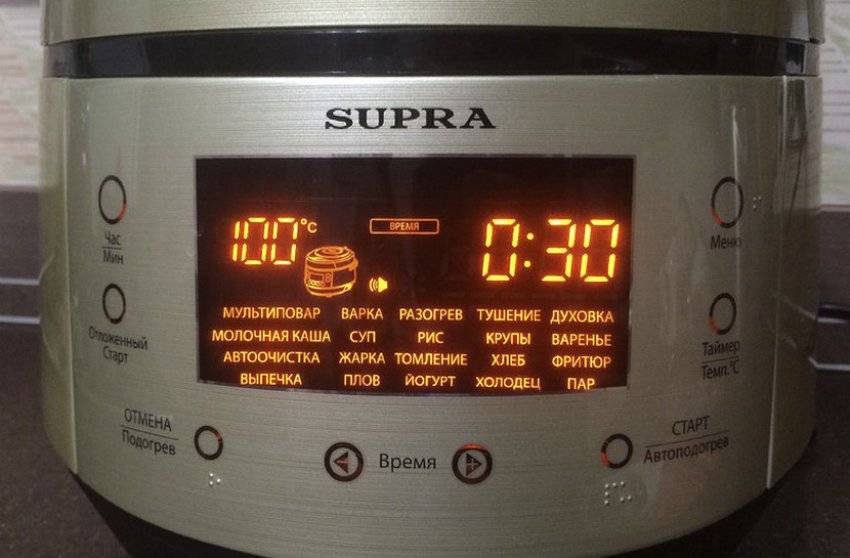 SUPRA
100°C
ВРЕМЯ
0:30
Час
Мин
Меню
МУЛЬТИПОВАР ВАРКА РАЗОГРЕВ ТУШЕНИЕ ДУХОВКА
МОЛОЧНАЯ КАША СУП РИС КРУПЫ ВАРЕНЬЕ
АВТООЧИСТКА ЖАРКА ТОМЛЕНИЕ ХЛЕБ ФРИТЮР
ВЫПЕЧКА ПЛОВ ЙОГУРТ ХОЛОДЕЦ ПАР
Отложенный
Старт
Таймер
Темп.°C
ОТМЕНА
Подогрев
Время
СТАРТ
Автоподогрев